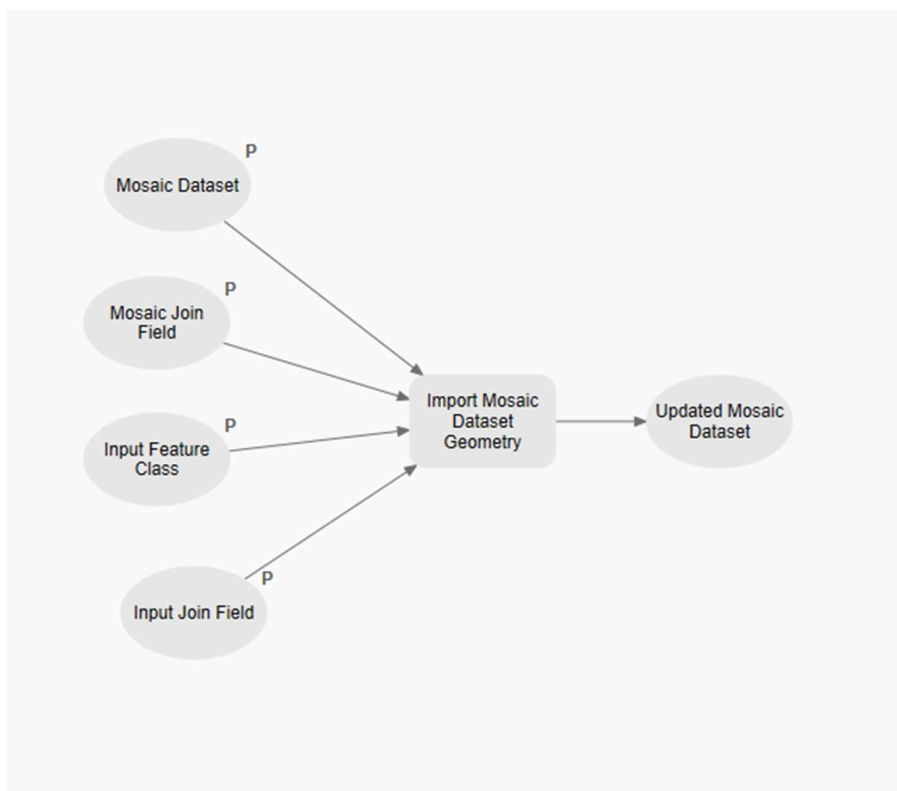 P
Mosaic Dataset
P
Mosaic Join
Field
P
Input Feature
Class
P
Input Join Field
Import Mosaic
Dataset
Geometry
Updated Mosaic
Dataset